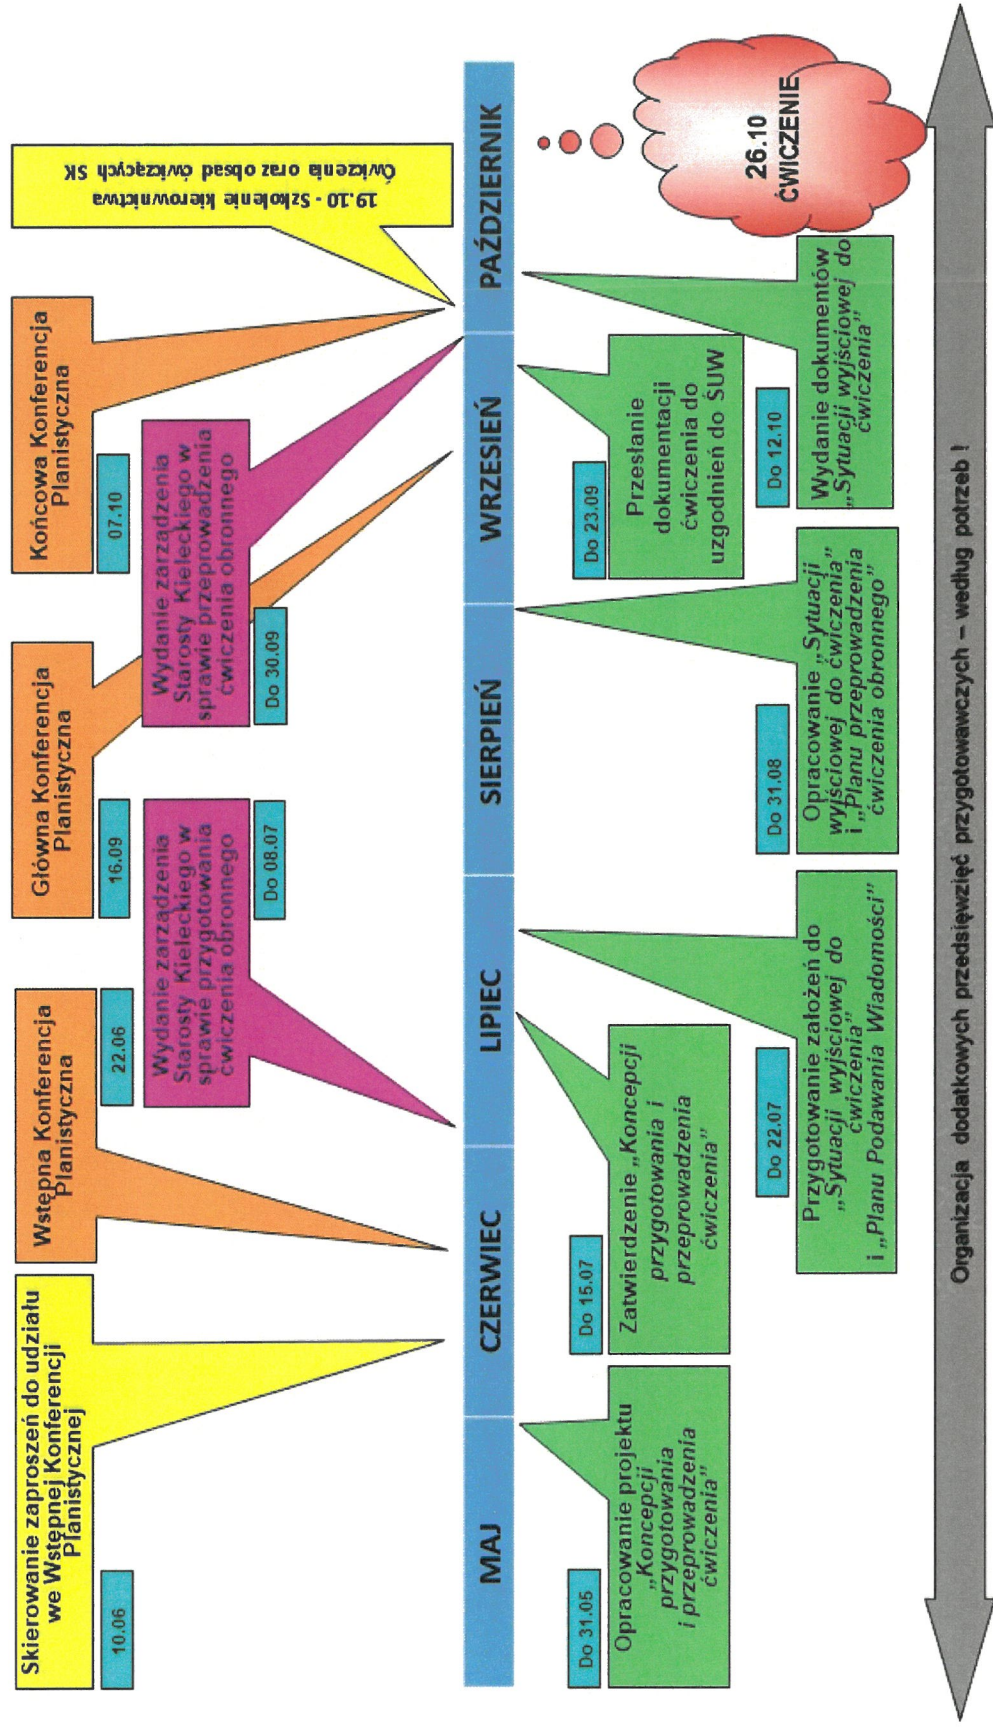 Skierowanie zaproszeń do udziału
we Wstępnej Konferencji
Planistycznej
10.06
Wstępna Konferencja
Planistyczna
22.06
Główna Konferencja
Planistyczna
16.09
Końcowa Konferencja
Planistyczna
07.10
19.10 - Szkolenie kierownictwa
Ćwiczenia oraz obsad ćwiczących SK
Wydanie zarządzenia
Starosty Kieleckiego w
sprawie przygotowania
ćwiczenia obronnego
Do 08.07
Wydanie zarządzenia
Starosty Kieleckiego w
sprawie przeprowadzenia
ćwiczenia obronnego
Do 30.09
MAJ
CZERWIEC
LIPIEC
SIERPIEŃ
WRZESIEŃ
PAŹDZIERNIK
Do 31.05
Opracowanie projektu
„Koncepcji
przygotowania
i przeprowadzenia
ćwiczenia”
Do 15.07
Zatwierdzenie „Koncepcji
przygotowania i
przeprowadzenia
ćwiczenia”
Do 22.07
Przygotowanie założeń do
„Sytuacji wyjściowej do
ćwiczenia”
i „Planu Podawania Wiadomości”
Do 31.08
Opracowanie „Sytuacji
wyjściowej do ćwiczenia”
i „Planu przeprowadzenia
ćwiczenia obronnego”
Do 23.09
Przesłanie
dokumentacji
ćwiczenia do
uzgodnień do ŚUW
Do 12.10
Wydanie dokumentów
„Sytuacji wyjściowej do
ćwiczenia”
26.10
ĆWICZENIE
Organizacja dodatkowych przedsięwzięć przygotowawczych – według potrzeb !